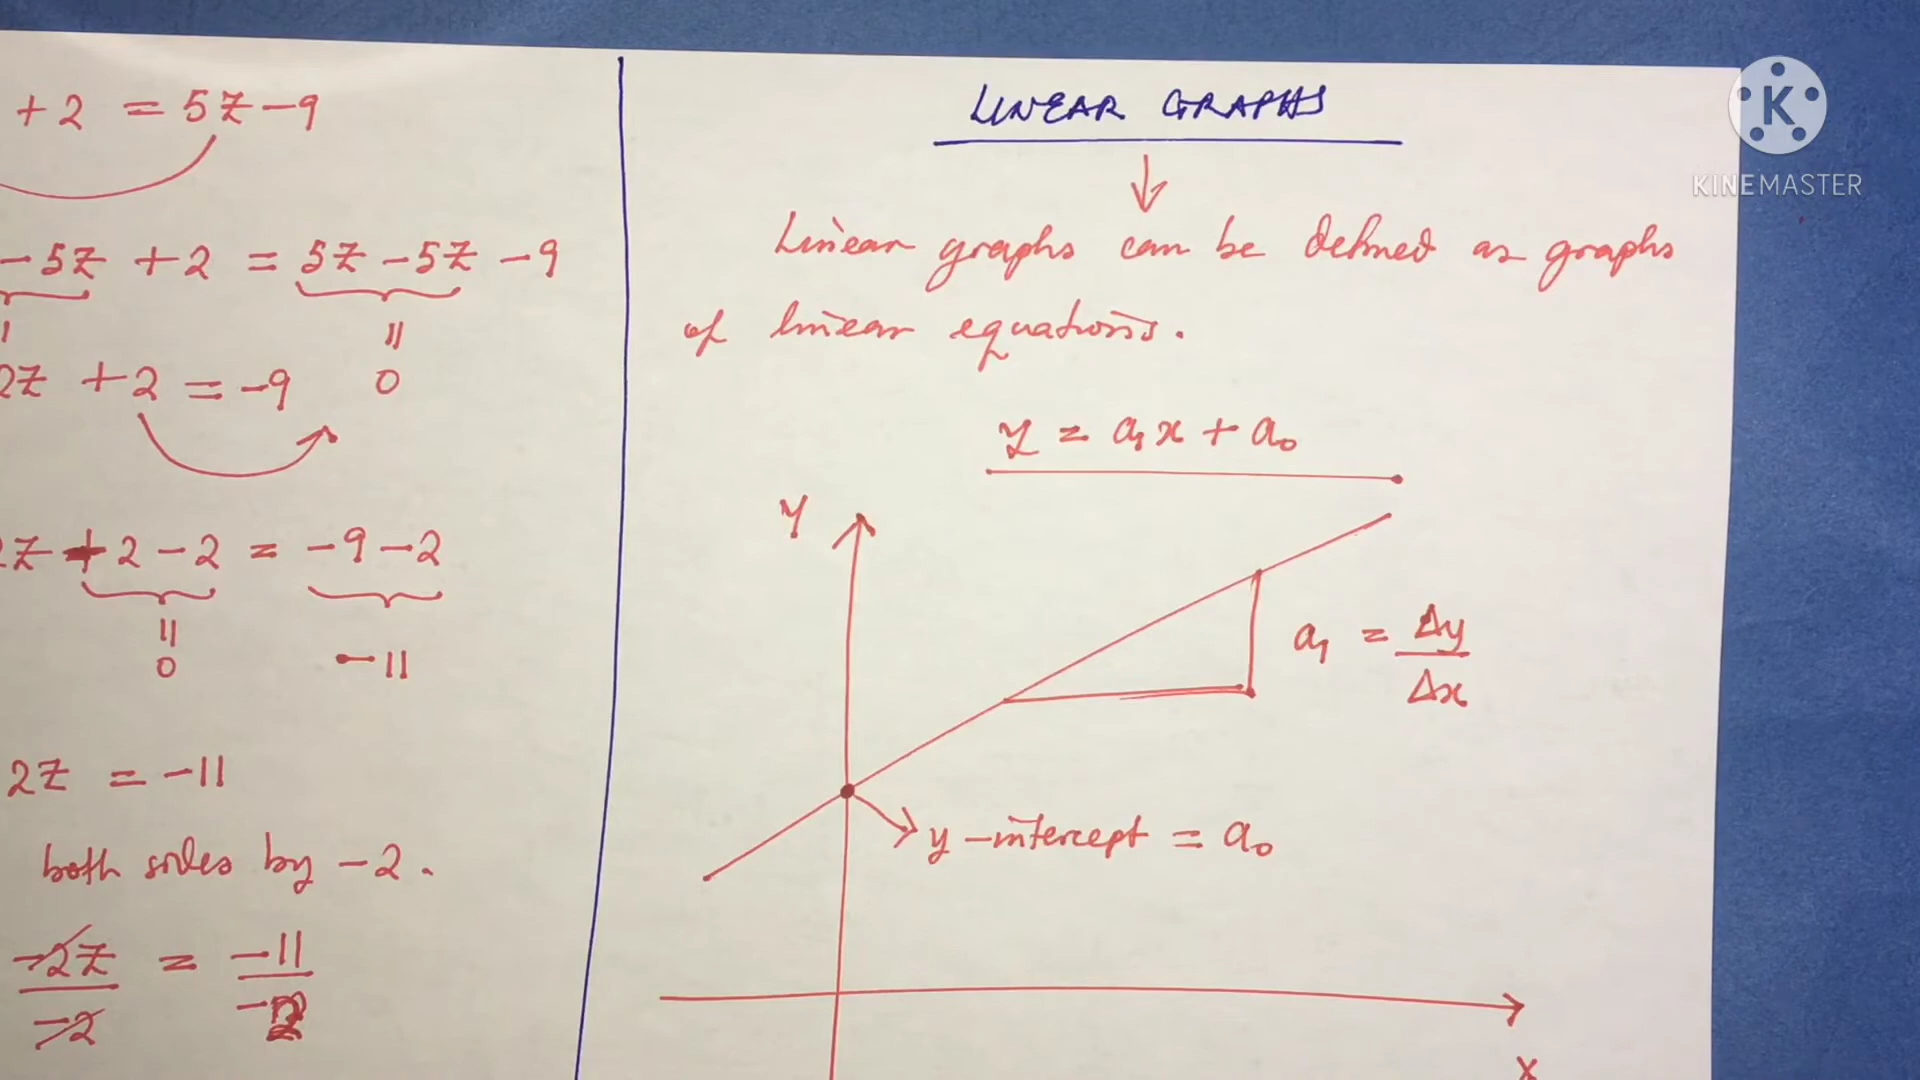 +2 = 5z -9
-5z +2 = 5z -5z -9
0
2z +2 = -9
2z +2 -2 = -9 -2
0
-11
2z = -11
both sides by -2.
-2z = -11
-2 -2
LINEAR GRAPHS
Linear graphs can be defined as graphs
of linear equations.
y = a₁x + a₀
y
a₁ = Δy
Δx
y-intercept = a₀
x
K
KINEMASTER